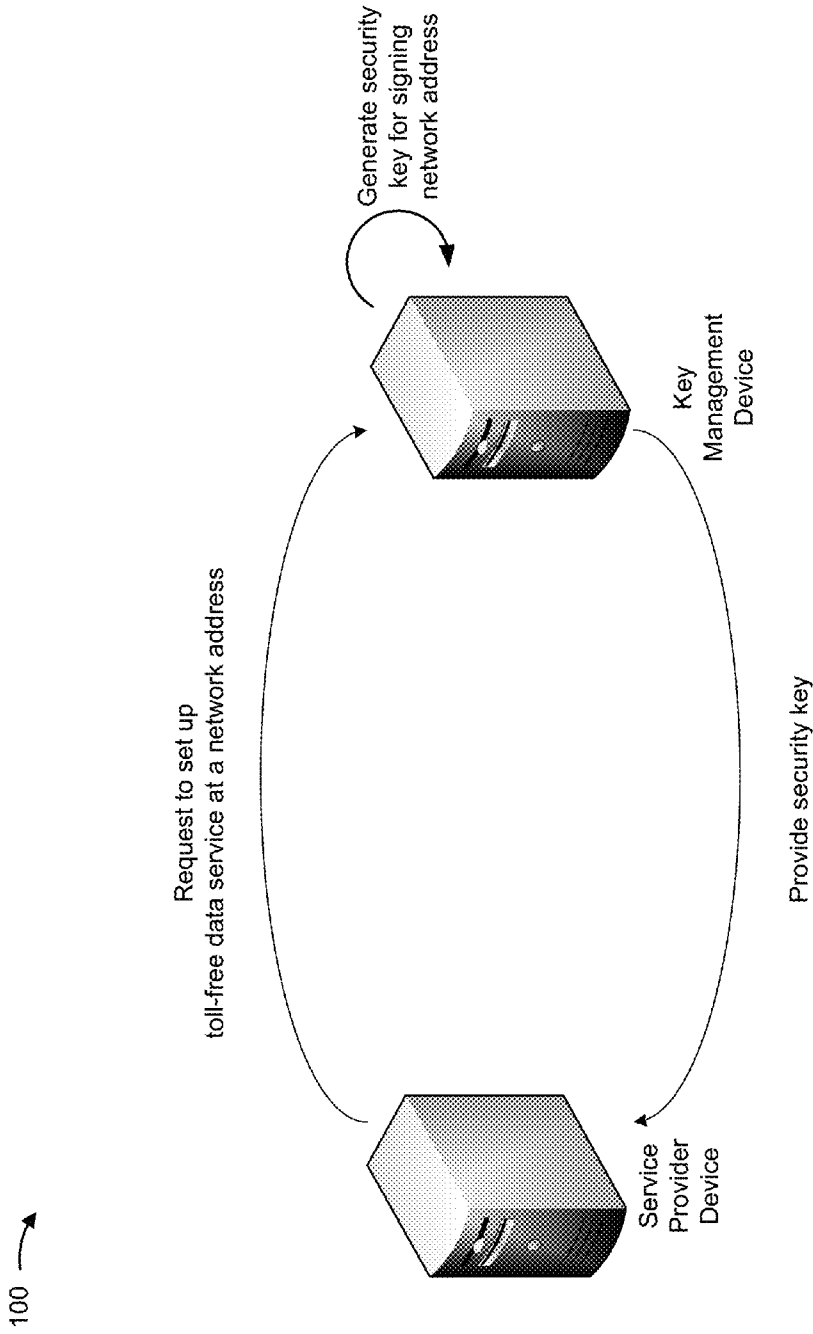 100
Request to set up
toll-free data service at a network address
Generate security
key for signing
network address
Service
Provider
Device
Key
Management
Device
Provide security key